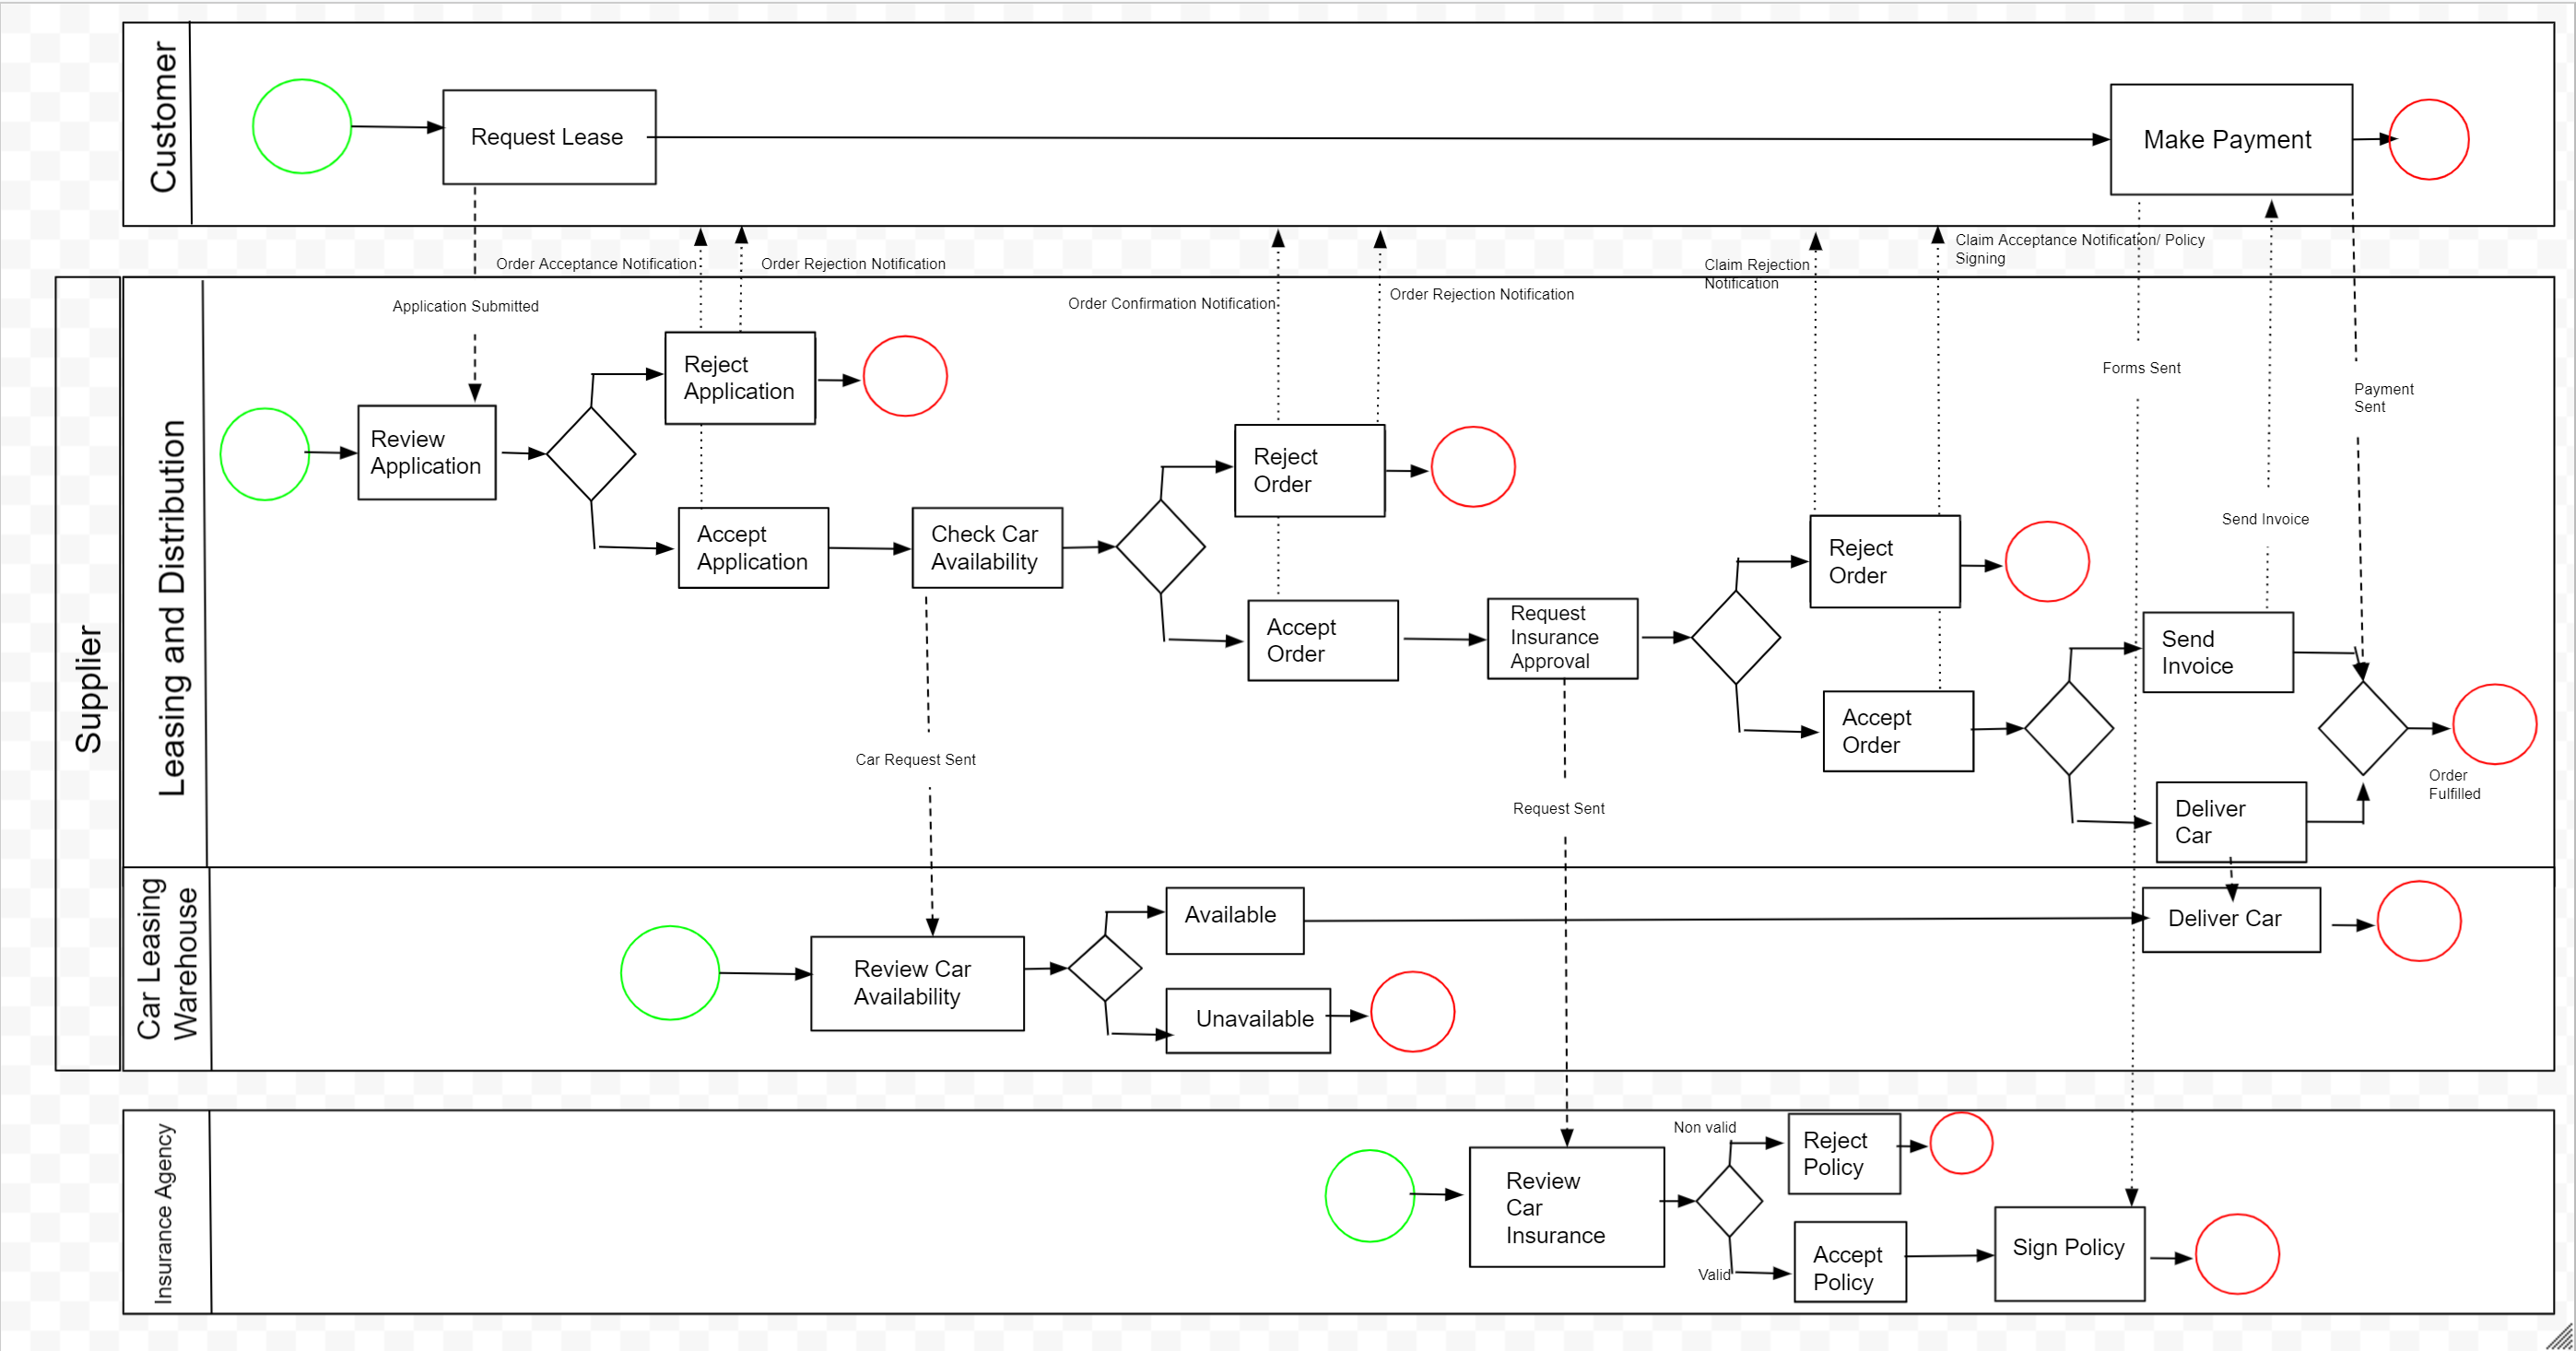 Customer
Request Lease
Make Payment
Order Acceptance Notification
Order Rejection Notification
Application Submitted
Order Confirmation Notification
Order Rejection Notification
Claim Rejection
Notification
Claim Acceptance Notification/ Policy
Signing
Forms Sent
Payment
Sent
Send Invoice
Supplier
Leasing and Distribution
Review
Application
Reject
Application
Accept
Application
Check Car
Availability
Reject
Order
Accept
Order
Request
Insurance
Approval
Reject
Order
Accept
Order
Send
Invoice
Deliver
Car
Order
Fulfilled
Car Request Sent
Request Sent
Car Leasing
Warehouse
Review Car
Availability
Available
Unavailable
Deliver Car
Insurance Agency
Review
Car
Insurance
Non valid
Valid
Reject
Policy
Accept
Policy
Sign Policy